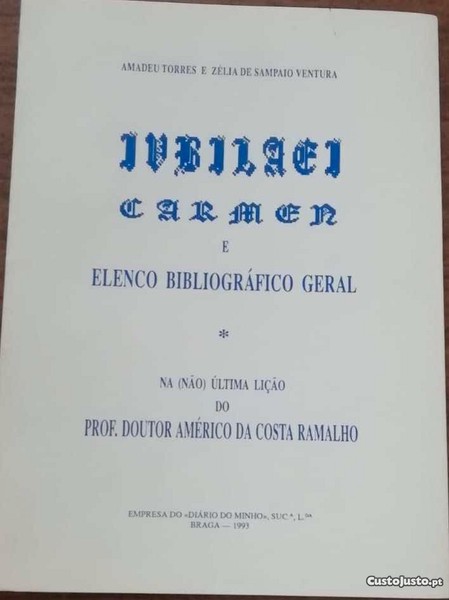 AMADEU TORRES E ZÉLIA DE SAMPAIO VENTURA
IVBILAEI
CARMEN
E
ELENCO BIBLIOGRÁFICO GERAL
*
NA (NÃO) ÚLTIMA LIÇÃO
DO
PROF. DOUTOR AMÉRICO DA COSTA RAMALHO
EMPRESA DO «DIÁRIO DO MINHO», SUC.ª, L.DA
BRAGA — 1993
CustoJusto.pt